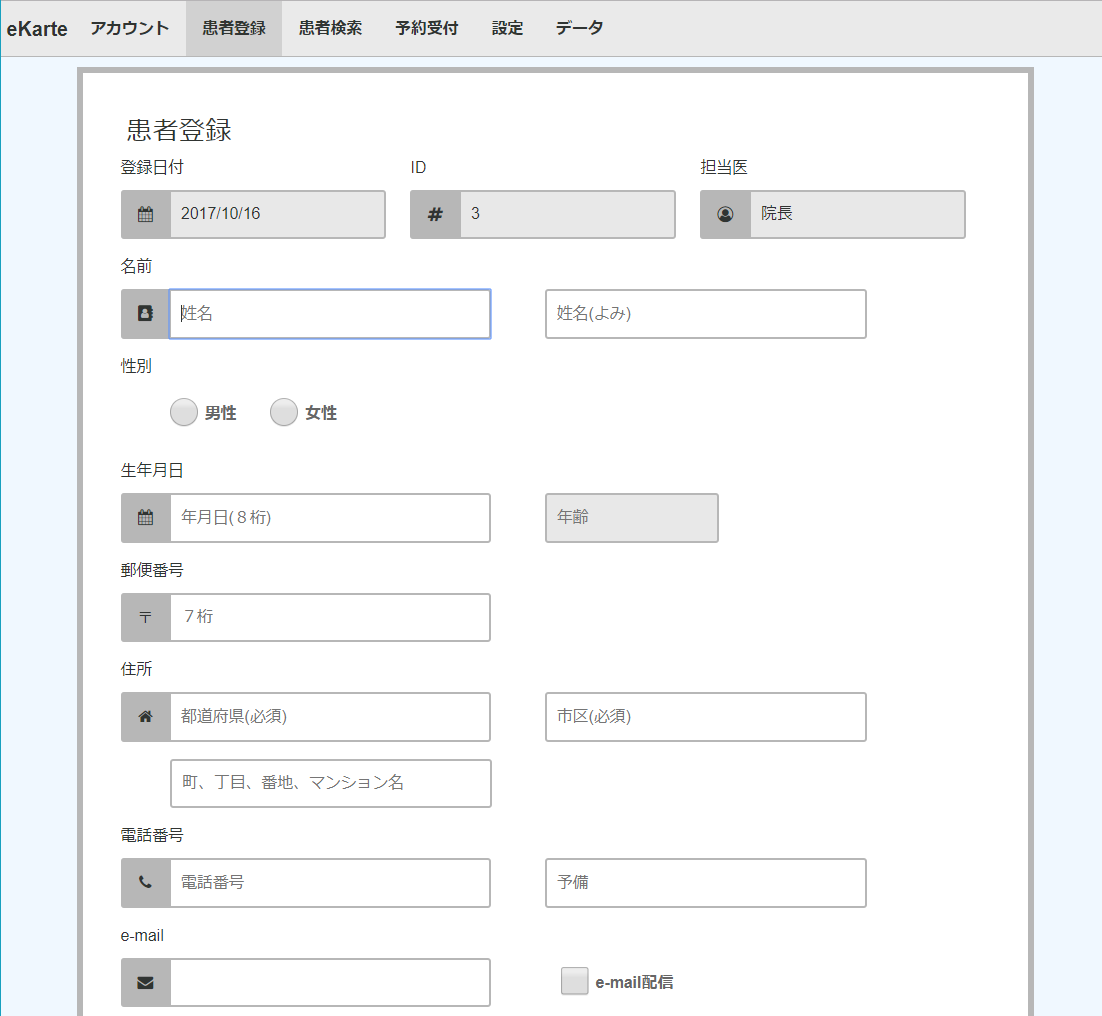 eKarte アカウント 患者登録 患者検索 予約受付 設定 データ
患者登録
登録日付 ID 担当医
2017/10/16 # 3 院長
名前
姓名 姓名(よみ)
性別
男性 女性
生年月日
年月日(８桁) 年齢
郵便番号
〒 ７桁
住所
都道府県(必須) 市区(必須)
町、丁目、番地、マンション名
電話番号
電話番号 予備
e-mail
e-mail配信